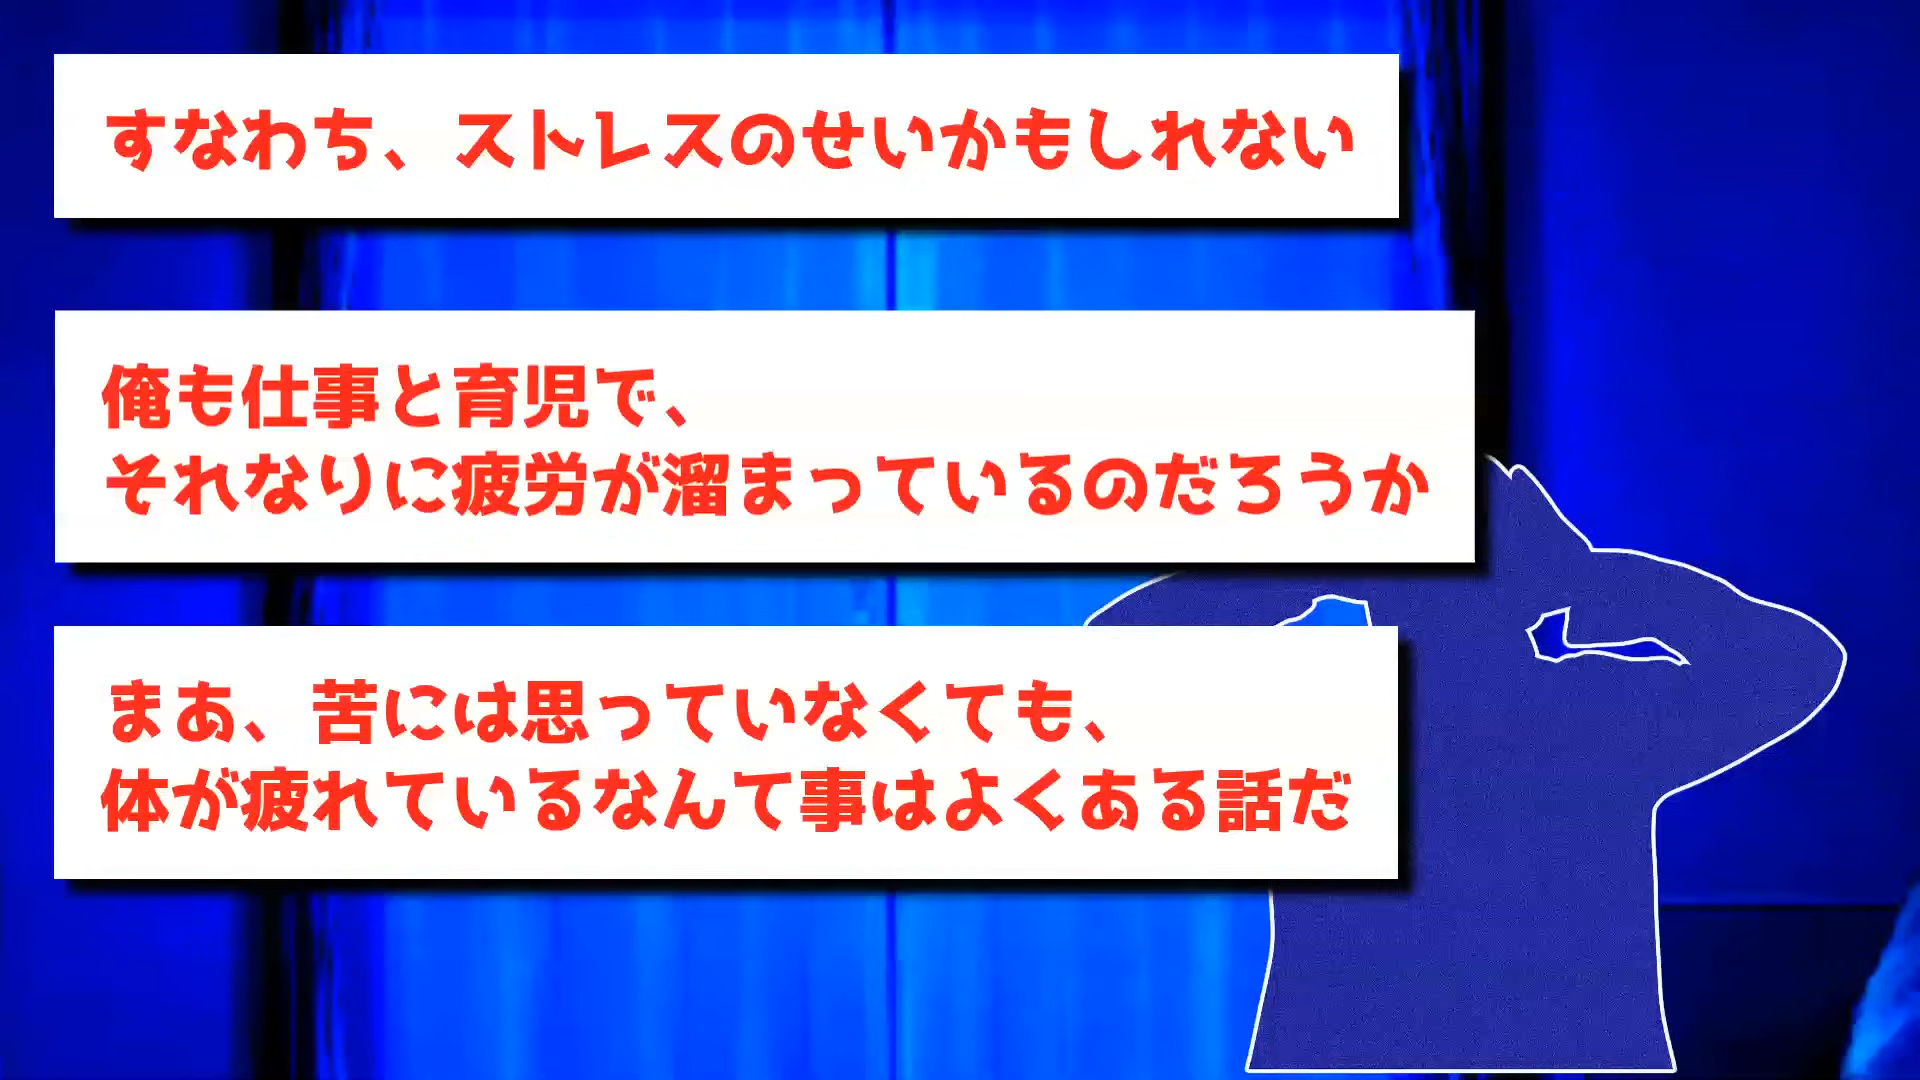 すなわち、ストレスのせいかもしれない
俺も仕事と育児で、
それなりに疲労が溜まっているのだろうか
まあ、苦には思っていなくても、
体が疲れているなんて事はよくある話だ